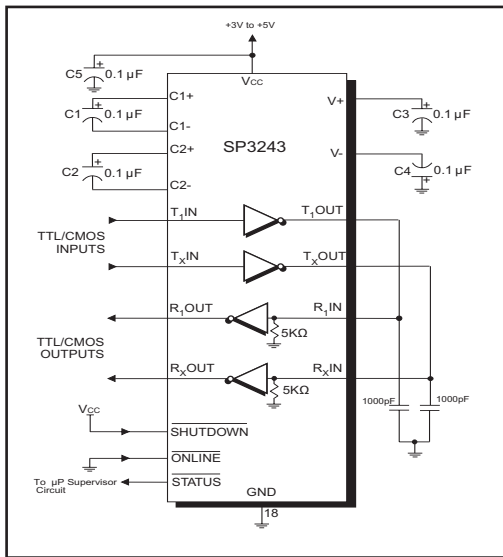 +3V to +5V
VCC
C5 + 0.1 µF
C1 + 0.1 µF
C1+
C1-
C2 + 0.1 µF
C2+
C2-
SP3243
V+
C3 + 0.1 µF
V-
C4 0.1 µF +
TTL/CMOS
INPUTS
T1IN
T1OUT
TXIN
TXOUT
TTL/CMOS
OUTPUTS
R1OUT
R1IN
5KΩ
RXOUT
RXIN
5KΩ
1000pF
1000pF
VCC
SHUTDOWN
ONLINE
To µP Supervisor
Circuit
STATUS
GND
18